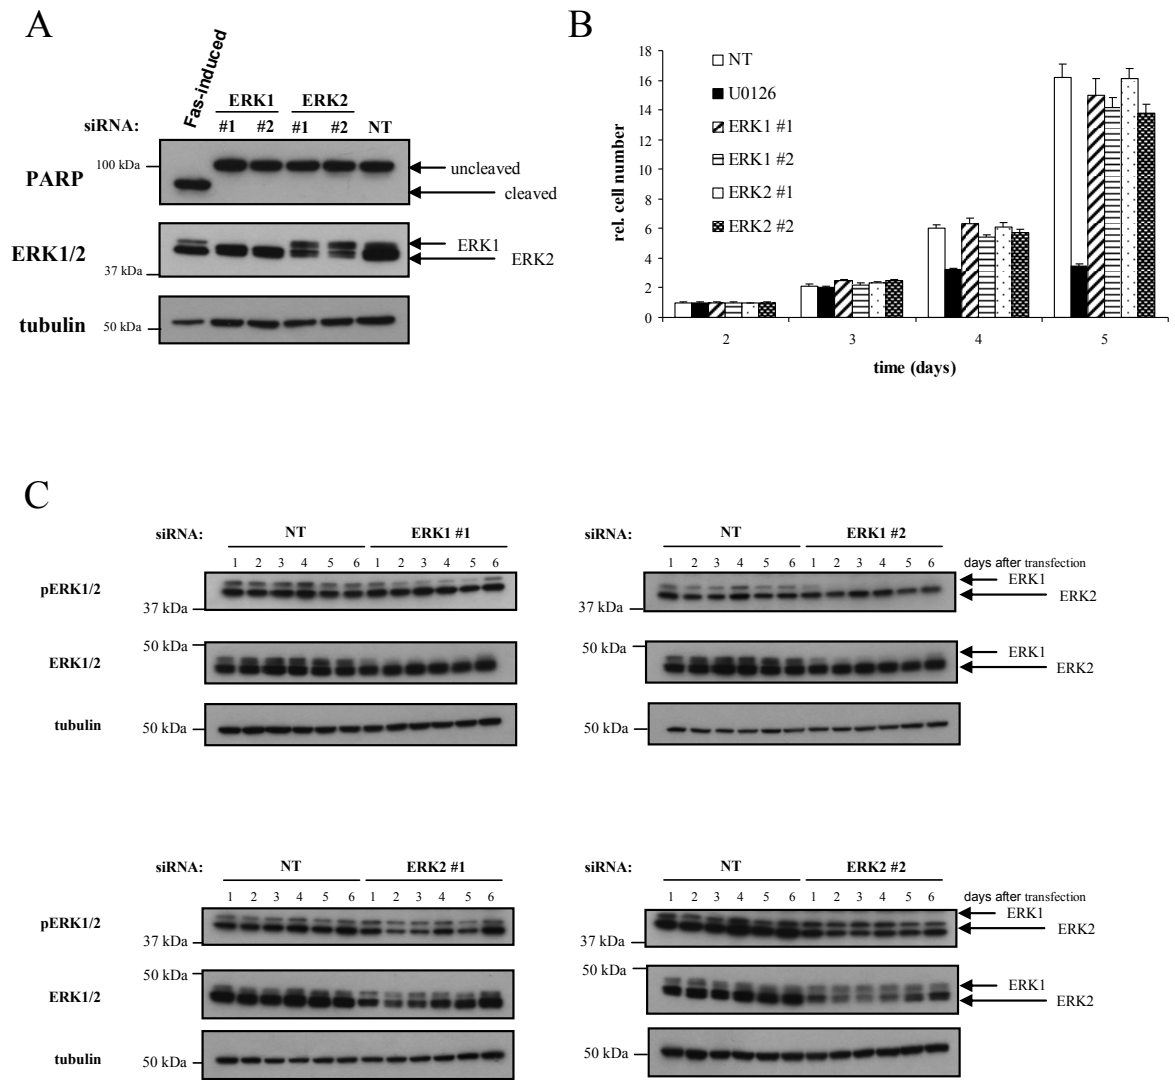 A
Fas-induced
ERK1 ERK2
siRNA: #1 #2 #1 #2 NT
100 kDa
PARP
uncleaved
cleaved
ERK1/2
ERK1
ERK2
37 kDa
tubulin
50 kDa
B
18
16
14
12
10
8
6
4
2
0
rel. cell number
NT
U0126
ERK1 #1
ERK1 #2
ERK2 #1
ERK2 #2
2 3 4 5
time (days)
C
siRNA: NT ERK1 #1
1 2 3 4 5 6 1 2 3 4 5 6
pERK1/2
37 kDa
50 kDa
ERK1/2
tubulin
50 kDa
siRNA: NT ERK1 #2
1 2 3 4 5 6 1 2 3 4 5 6 days after transfection
ERK1
ERK2
37 kDa
50 kDa
ERK1
ERK2
50 kDa
siRNA: NT ERK2 #1
1 2 3 4 5 6 1 2 3 4 5 6
pERK1/2
37 kDa
50 kDa
ERK1/2
tubulin
50 kDa
siRNA: NT ERK2 #2
1 2 3 4 5 6 1 2 3 4 5 6 days after transfection
ERK1
ERK2
37 kDa
50 kDa
ERK1
ERK2
50 kDa